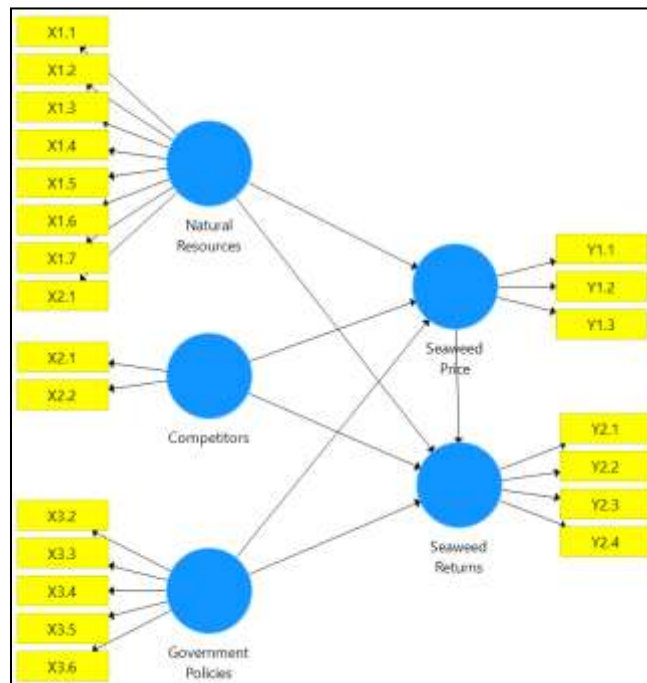 X1.1
X1.2
X1.3
X1.4
X1.5
X1.6
X1.7
X2.1
Natural
Resources
X2.1
X2.2
Competitors
X3.2
X3.3
X3.4
X3.5
X3.6
Government
Policies
Seaweed
Price
Y1.1
Y1.2
Y1.3
Seaweed
Returns
Y2.1
Y2.2
Y2.3
Y2.4